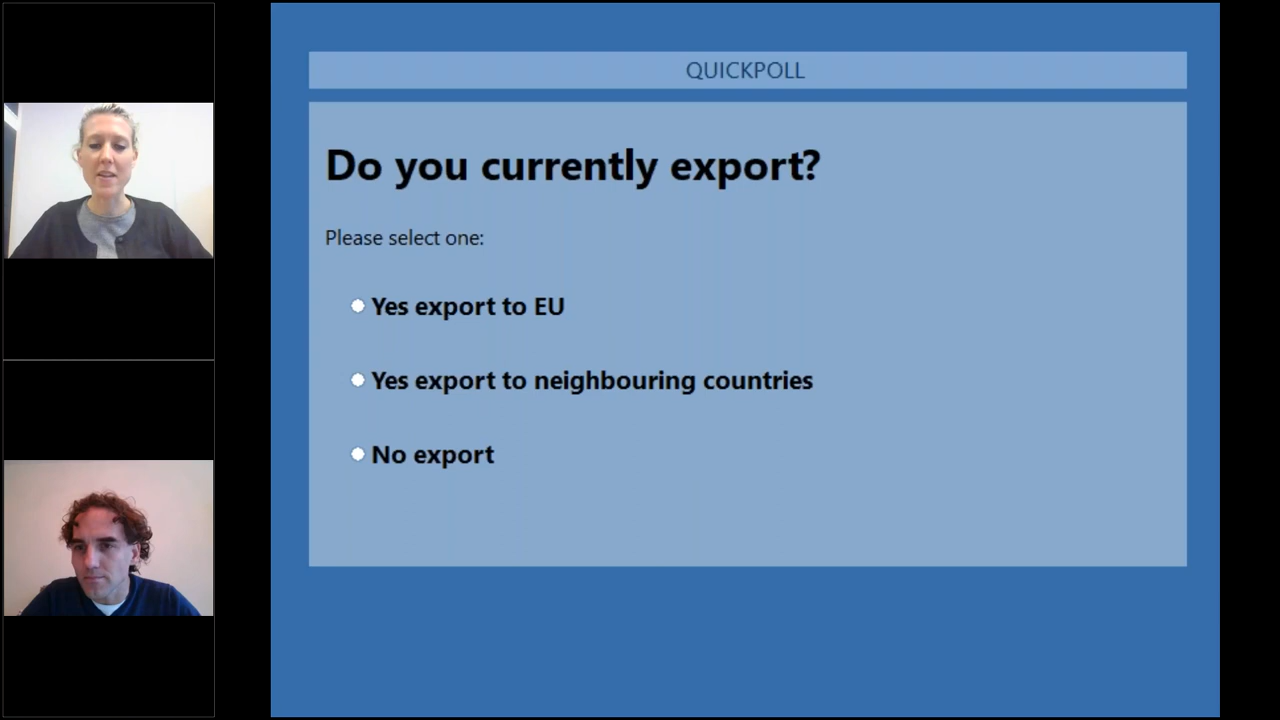 QUICKPOLL
Do you currently export?
Please select one:
Yes export to EU
Yes export to neighbouring countries
No export